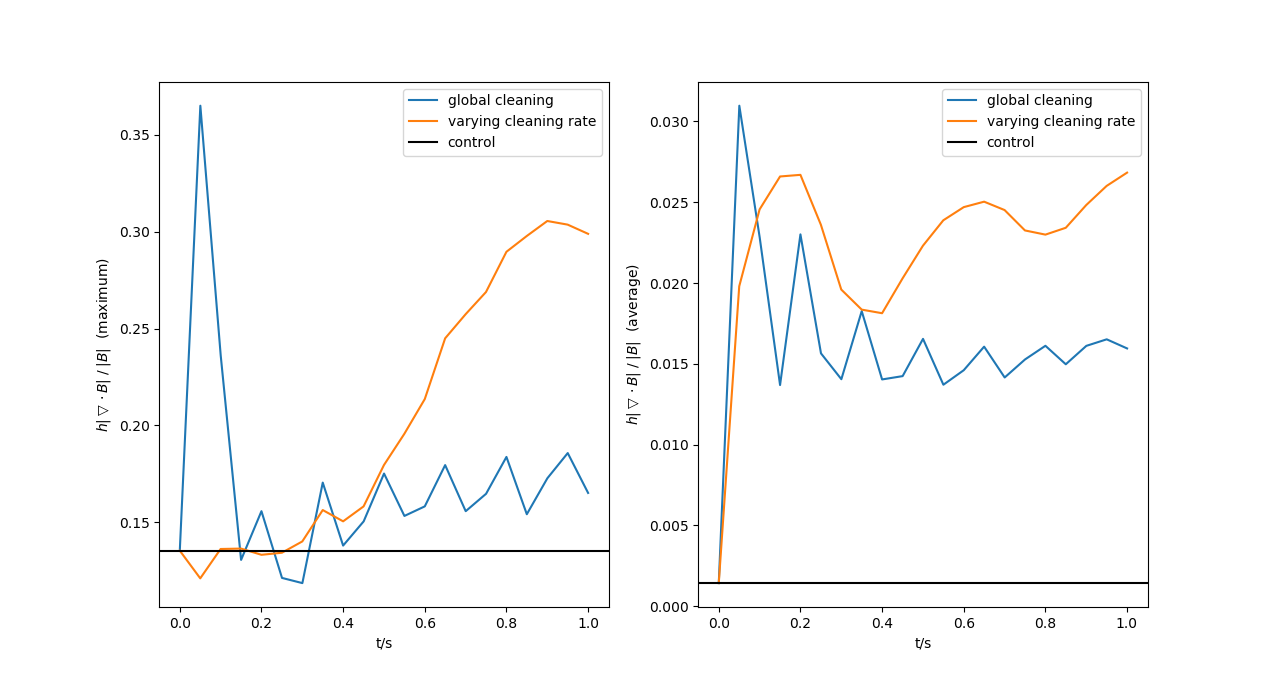 global cleaning
varying cleaning rate
control
0.35
0.30
0.25
0.20
0.15
h| ▽ · B| / |B| (maximum)
0.0 0.2 0.4 0.6 0.8 1.0
t/s
global cleaning
varying cleaning rate
control
0.030
0.025
0.020
0.015
0.010
0.005
0.000
h| ▽ · B| / |B| (average)
0.0 0.2 0.4 0.6 0.8 1.0
t/s